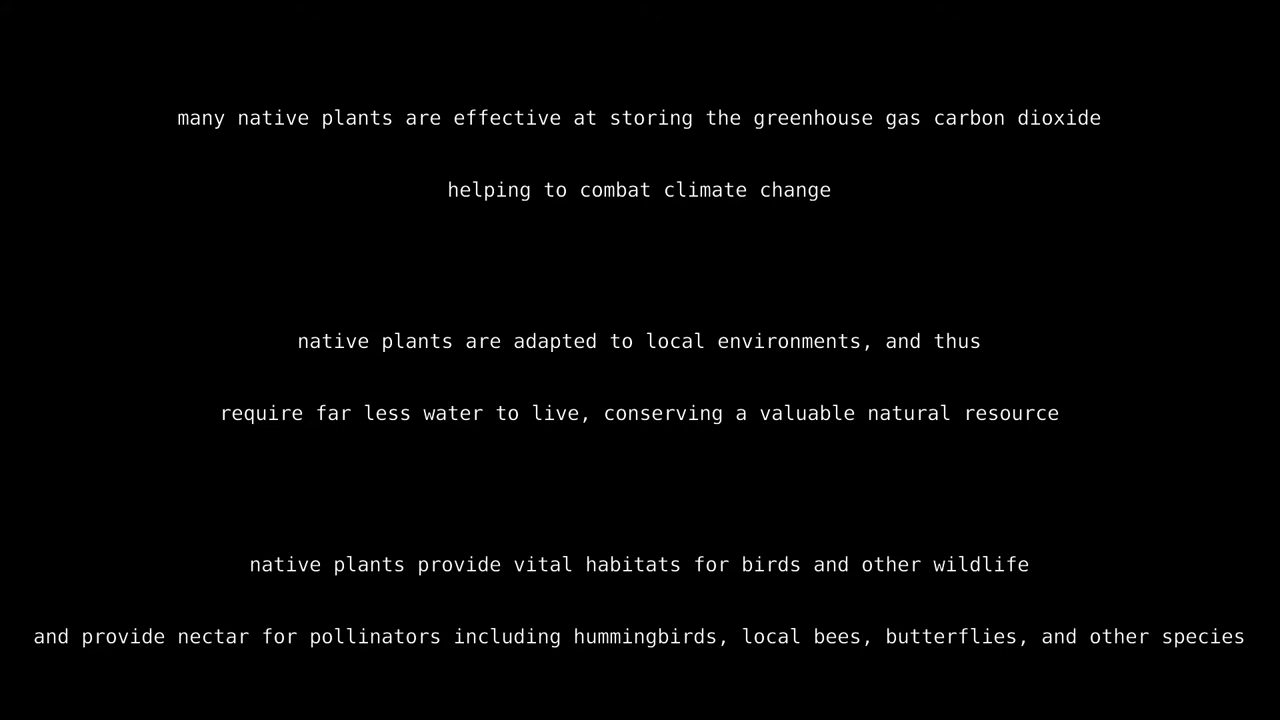 many native plants are effective at storing the greenhouse gas carbon dioxide
helping to combat climate change
native plants are adapted to local environments, and thus
require far less water to live, conserving a valuable natural resource
native plants provide vital habitats for birds and other wildlife
and provide nectar for pollinators including hummingbirds, local bees, butterflies, and other species